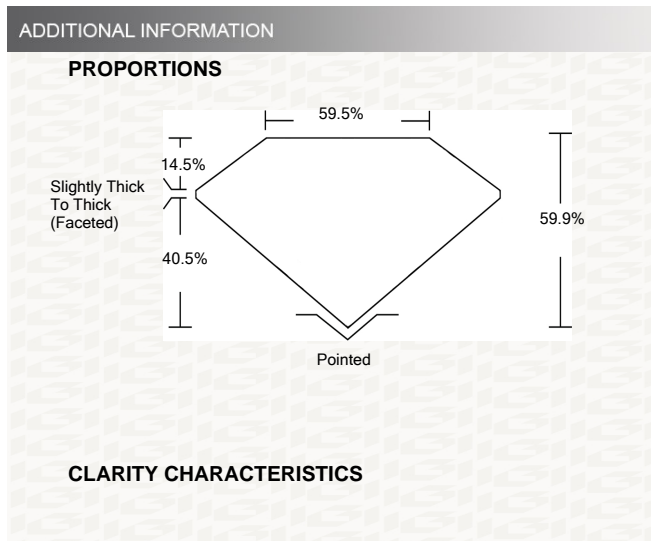 ADDITIONAL INFORMATION
PROPORTIONS
59.5%
14.5%
Slightly Thick
To Thick
(Faceted)
59.9%
40.5%
Pointed
CLARITY CHARACTERISTICS